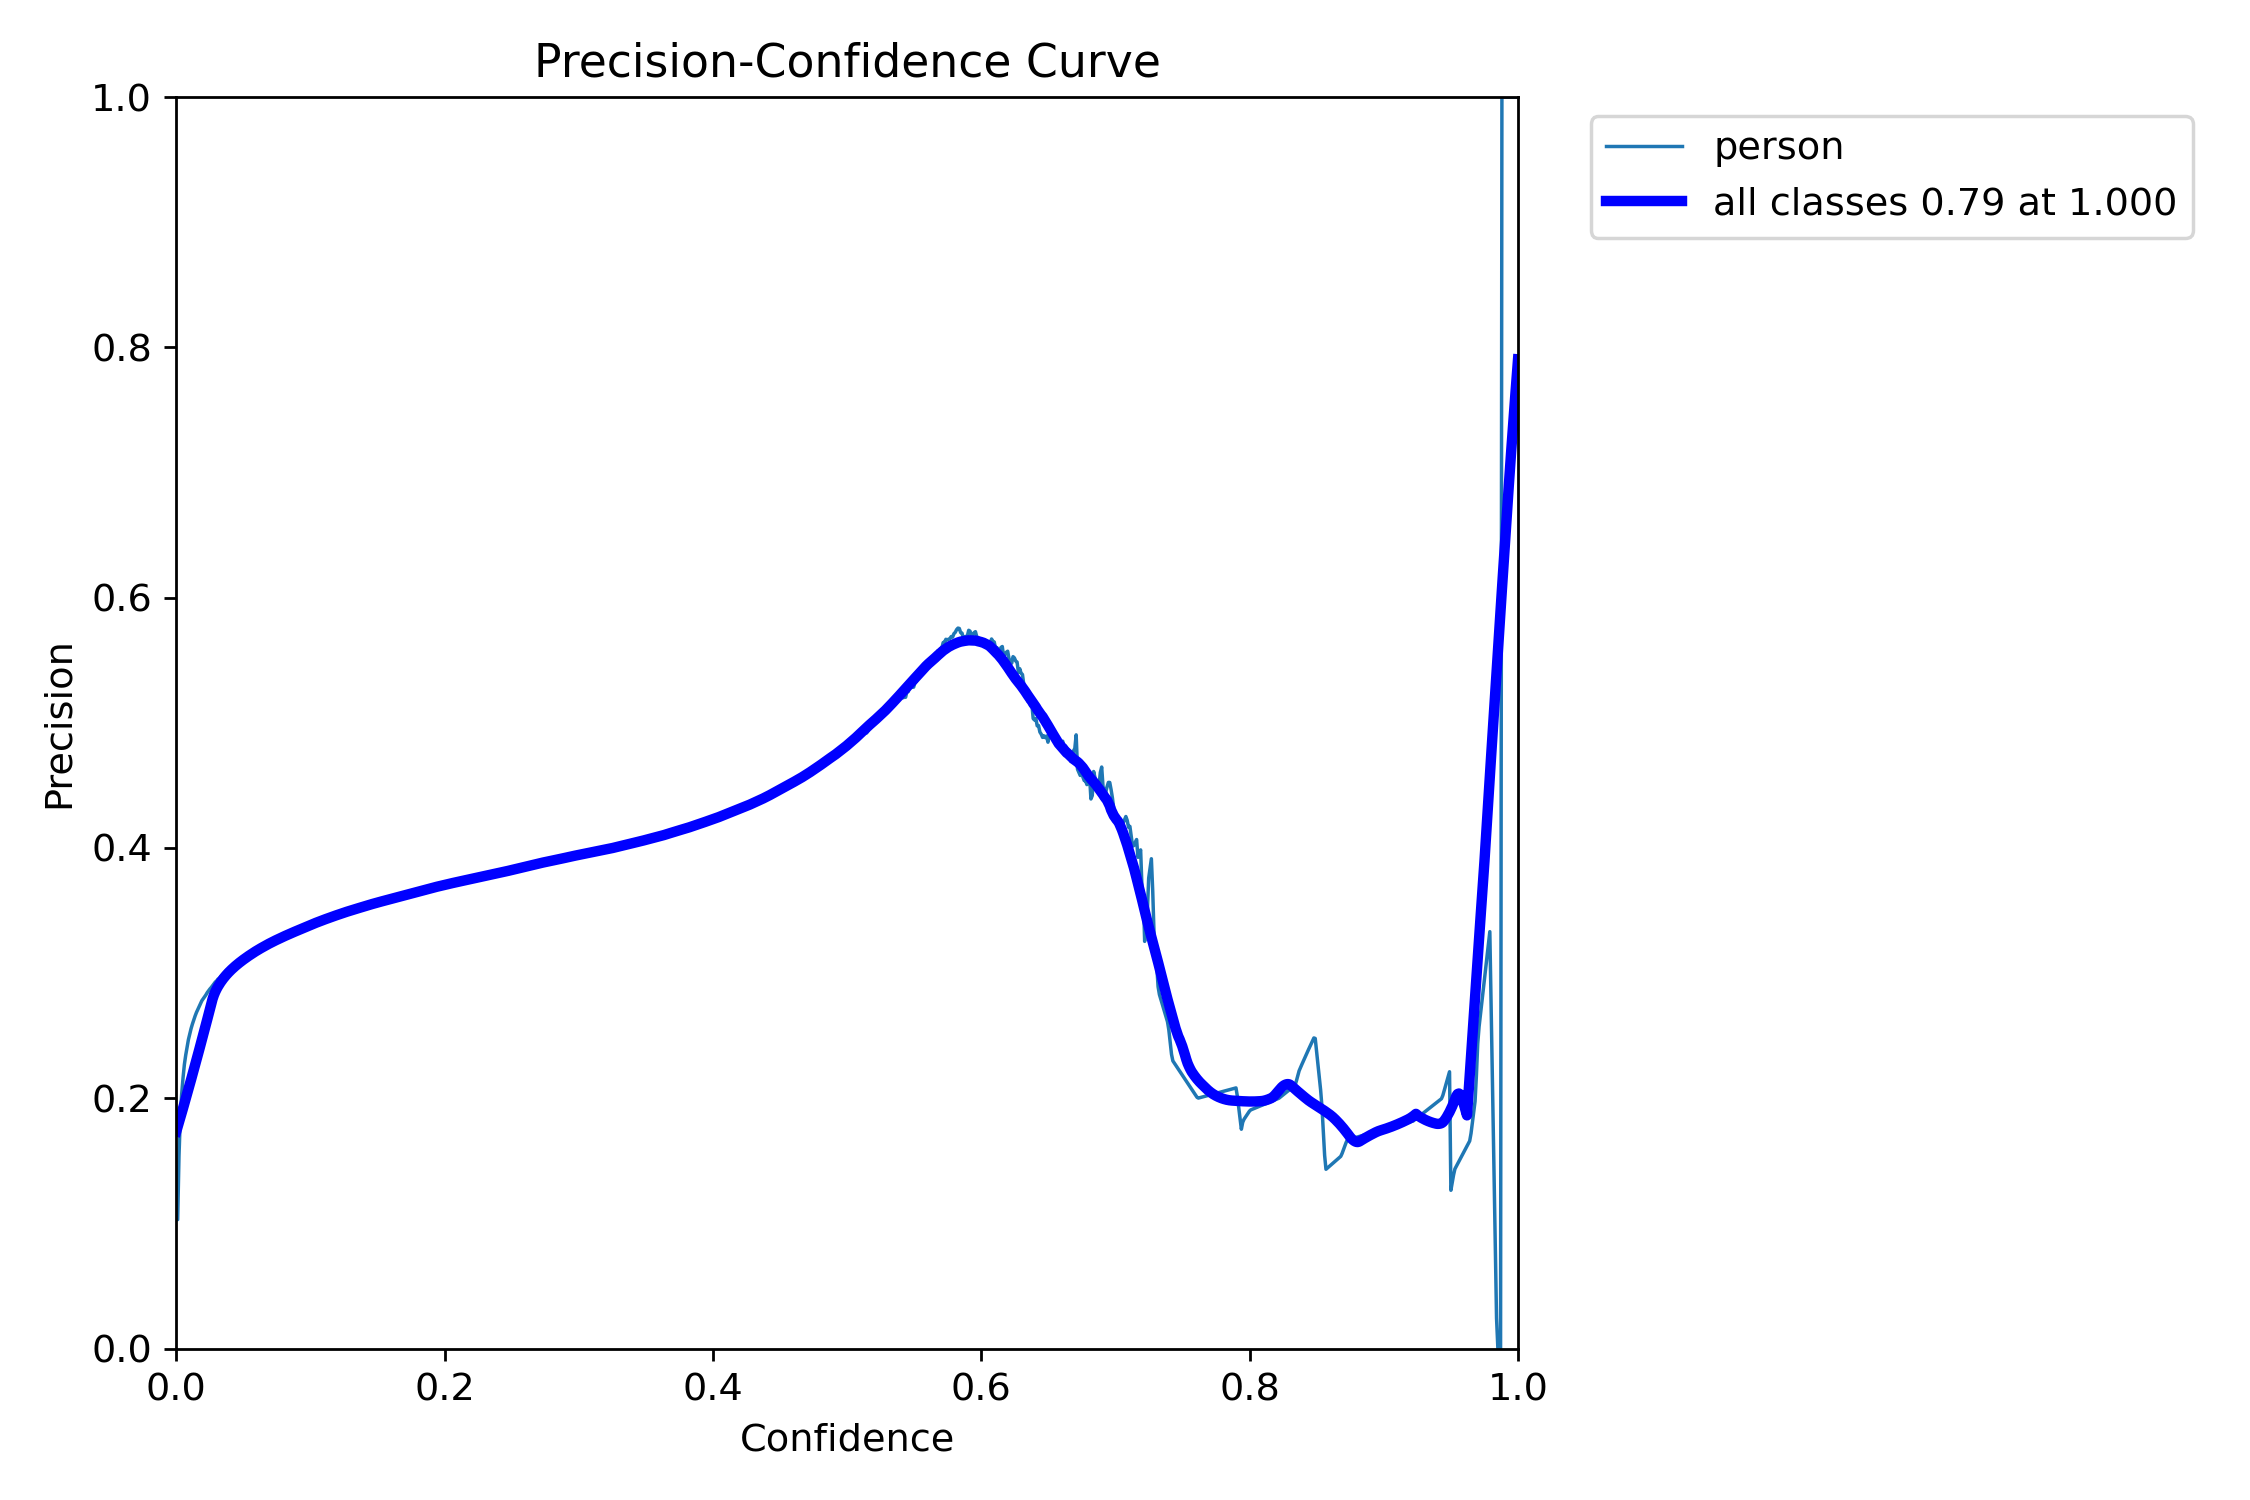 Precision-Confidence Curve
1.0
0.8
0.6
0.4
0.2
0.0
Precision
0.0 0.2 0.4 0.6 0.8 1.0
Confidence
person
all classes 0.79 at 1.000